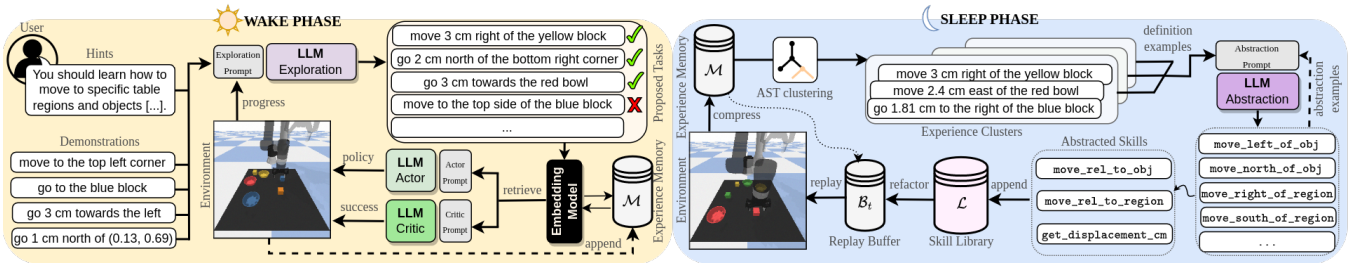 WAKE PHASE
User
Hints
You should learn how to
move to specific table
regions and objects [...].
Demonstrations
move to the top left corner
go to the blue block
go 3 cm towards the left
go 1 cm north of (0.13, 0.69)
Exploration
Prompt
LLM
Exploration
progress
Environment
move 3 cm right of the yellow block
go 2 cm north of the bottom right corner
go 3 cm towards the red bowl
move to the top side of the blue block
...
Proposed Tasks
policy
LLM
Actor
Actor
Prompt
success
LLM
Critic
Critic
Prompt
retrieve
Embedding
Model
append
M
Experience Memory
SLEEP PHASE
Experience Memory
M
compress
Environment
AST clustering
move 3 cm right of the yellow block
move 2.4 cm east of the red bowl
go 1.81 cm to the right of the blue block
Experience Clusters
definition
examples
Abstraction
Prompt
LLM
Abstraction
abstraction
examples
move_left_of_obj
move_north_of_obj
move_right_of_region
move_south_of_region
...
Abstracted Skills
move_rel_to_obj
move_rel_to_region
get_displacement_cm
append
L
Skill Library
refactor
Bt
Replay Buffer
replay